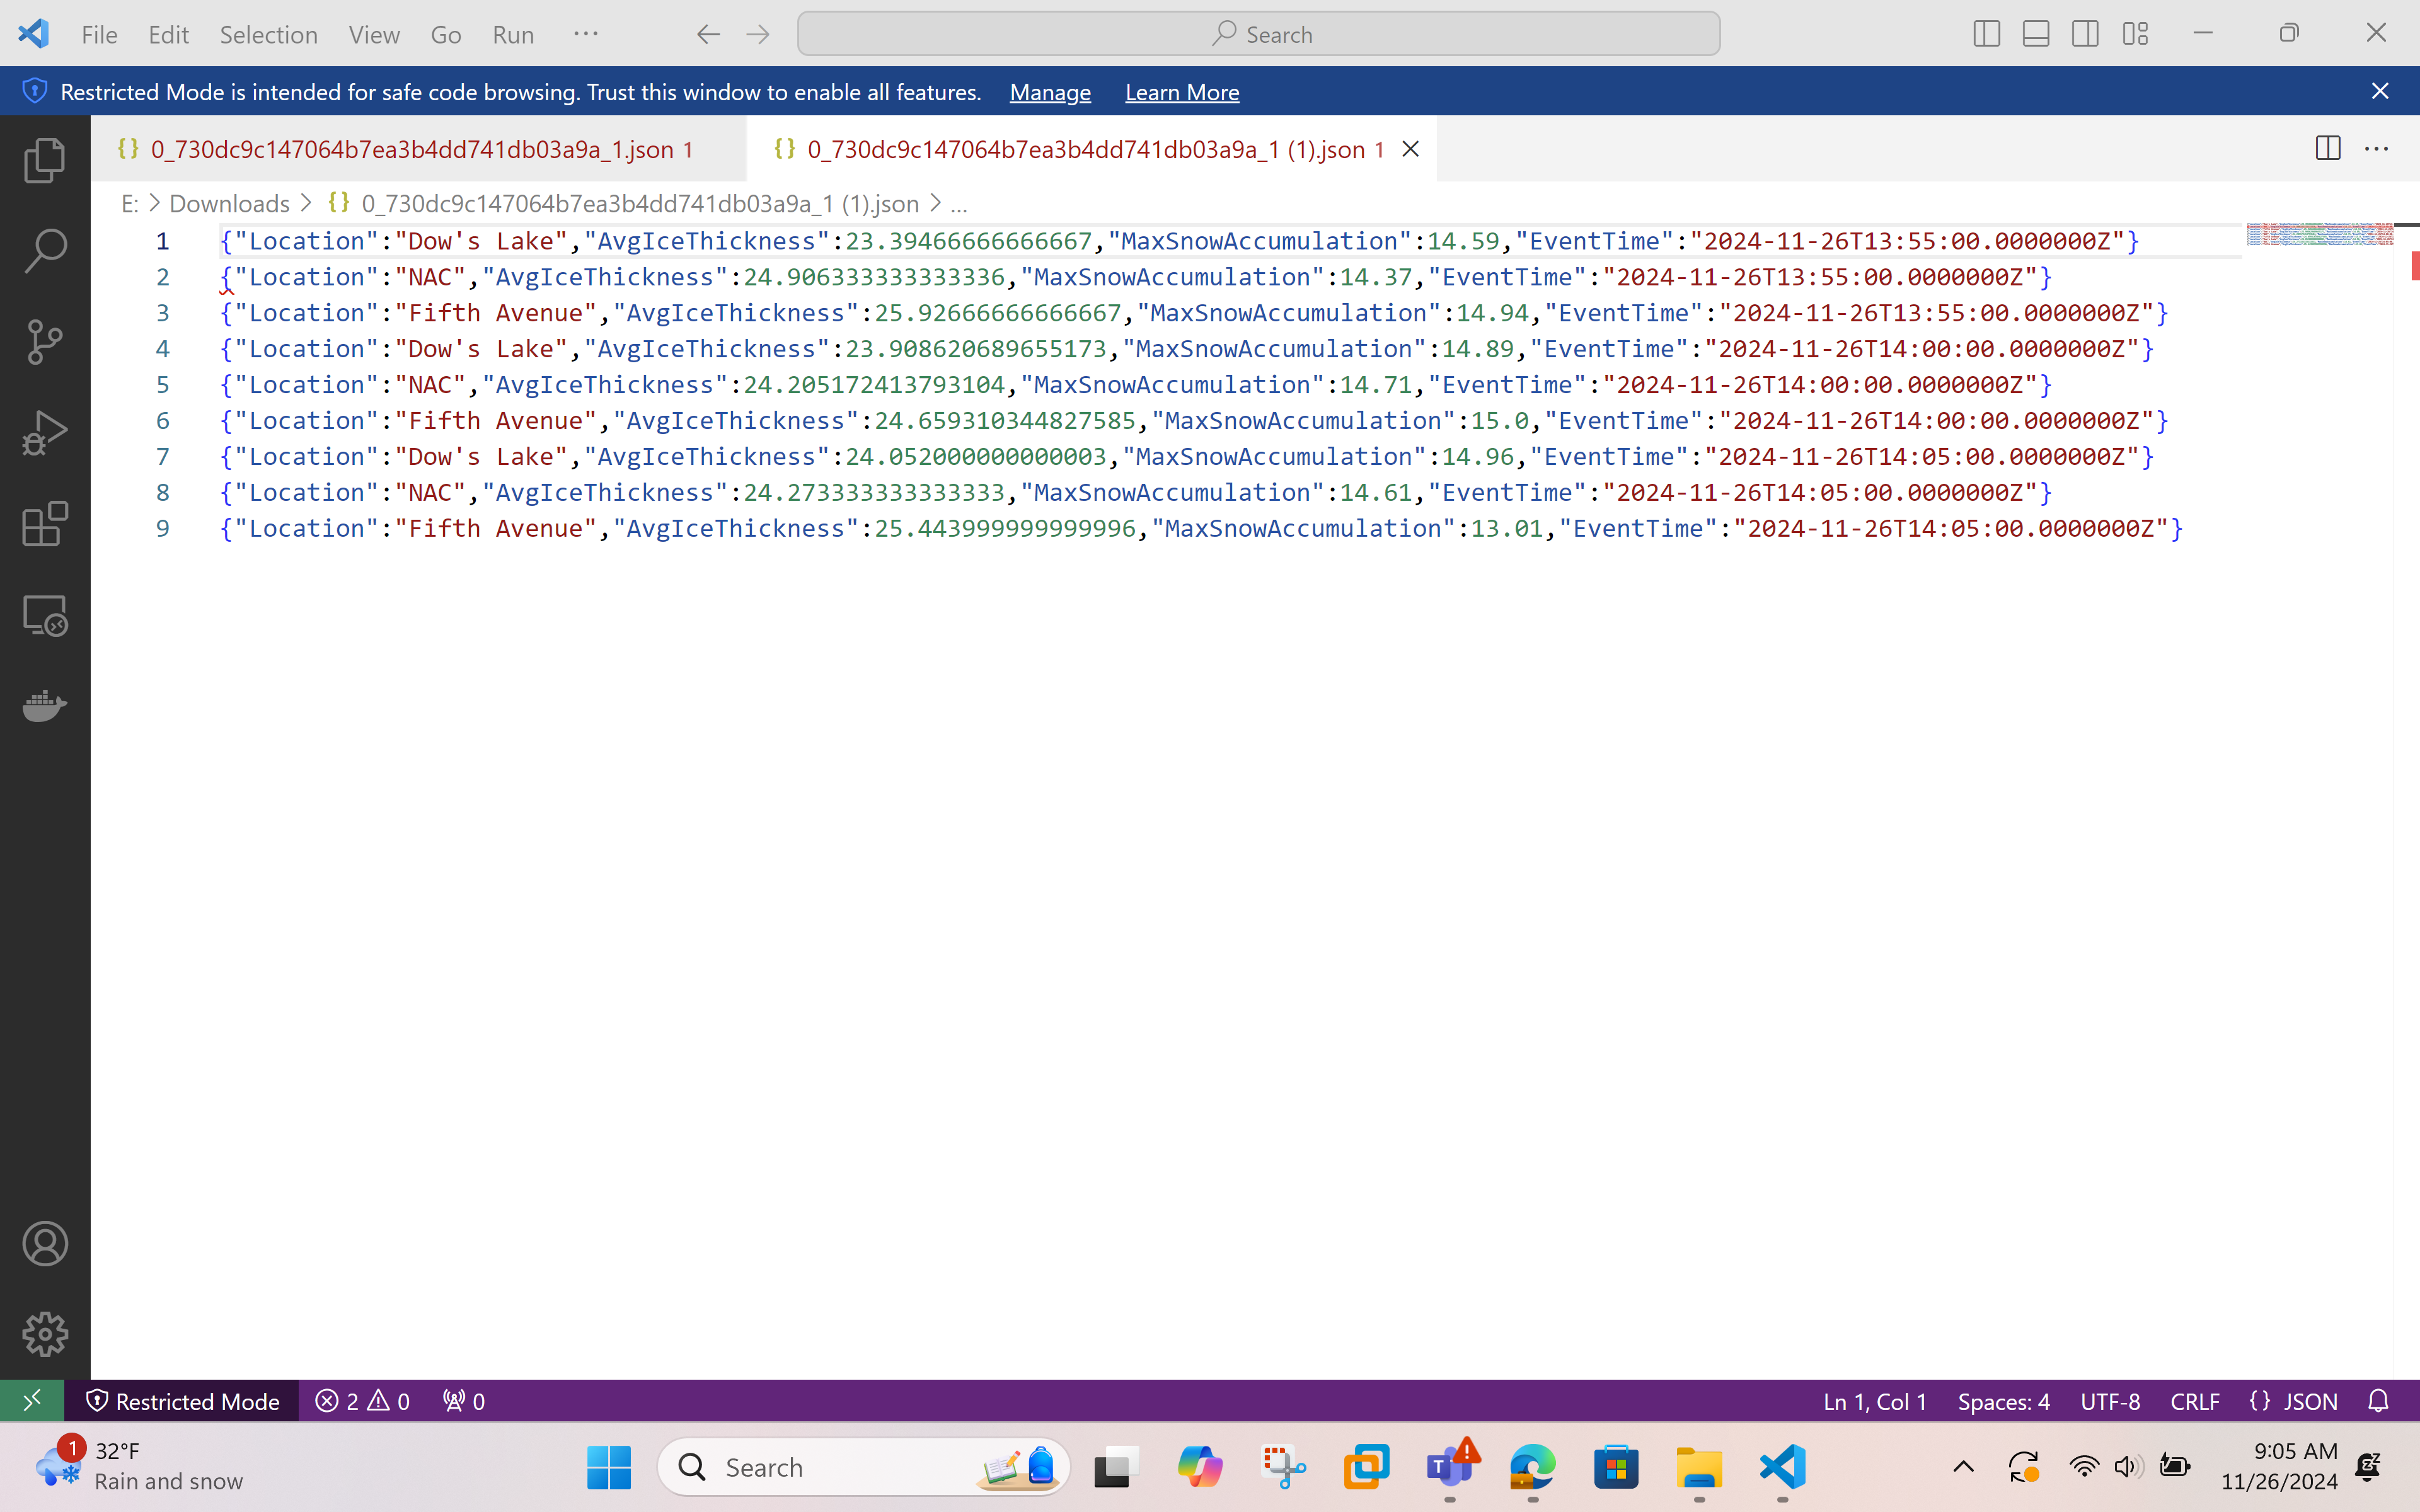 File Edit Selection View Go Run ··· Search
Restricted Mode is intended for safe code browsing. Trust this window to enable all features. Manage Learn More
{} 0_730dc9c147064b7ea3b4dd741db03a9a_1.json 1 {} 0_730dc9c147064b7ea3b4dd741db03a9a_1 (1).json 1
E: > Downloads > {} 0_730dc9c147064b7ea3b4dd741db03a9a_1 (1).json > ...
1 {"Location":"Dow's Lake","AvgIceThickness":23.39466666666667,"MaxSnowAccumulation":14.59,"EventTime":"2024-11-26T13:55:00.0000000Z"}
2 {"Location":"NAC","AvgIceThickness":24.906333333333336,"MaxSnowAccumulation":14.37,"EventTime":"2024-11-26T13:55:00.0000000Z"}
3 {"Location":"Fifth Avenue","AvgIceThickness":25.92666666666667,"MaxSnowAccumulation":14.94,"EventTime":"2024-11-26T13:55:00.0000000Z"}
4 {"Location":"Dow's Lake","AvgIceThickness":23.908620689655173,"MaxSnowAccumulation":14.89,"EventTime":"2024-11-26T14:00:00.0000000Z"}
5 {"Location":"NAC","AvgIceThickness":24.205172413793104,"MaxSnowAccumulation":14.71,"EventTime":"2024-11-26T14:00:00.0000000Z"}
6 {"Location":"Fifth Avenue","AvgIceThickness":24.659310344827585,"MaxSnowAccumulation":15.0,"EventTime":"2024-11-26T14:00:00.0000000Z"}
7 {"Location":"Dow's Lake","AvgIceThickness":24.052000000000003,"MaxSnowAccumulation":14.96,"EventTime":"2024-11-26T14:05:00.0000000Z"}
8 {"Location":"NAC","AvgIceThickness":24.273333333333333,"MaxSnowAccumulation":14.61,"EventTime":"2024-11-26T14:05:00.0000000Z"}
9 {"Location":"Fifth Avenue","AvgIceThickness":25.443999999999996,"MaxSnowAccumulation":13.01,"EventTime":"2024-11-26T14:05:00.0000000Z"}
Restricted Mode 2 0 0 Ln 1, Col 1 Spaces: 4 UTF-8 CRLF {} JSON
1 32°F
Rain and snow
Search
9:05 AM
11/26/2024